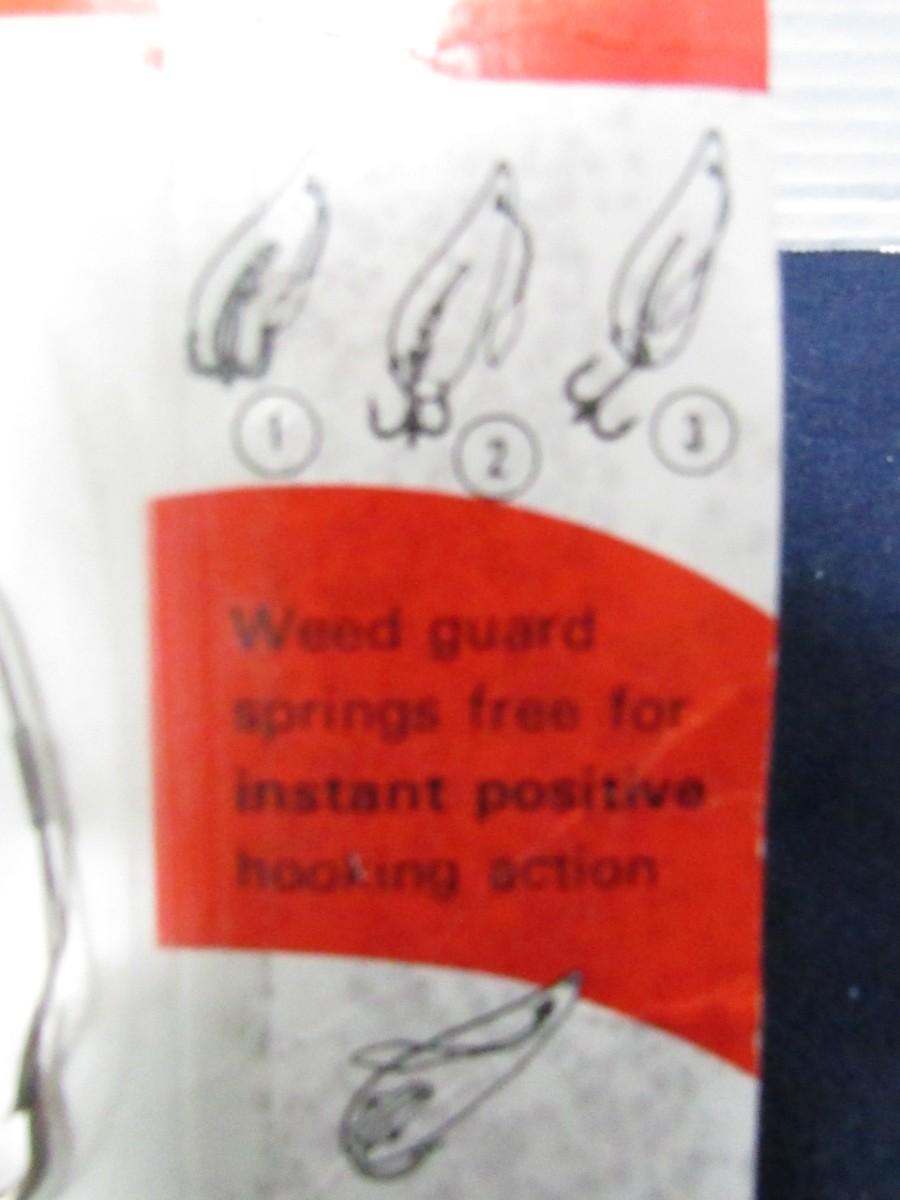 1
2
3
Weed guard
springs free for
instant positive
hooking action